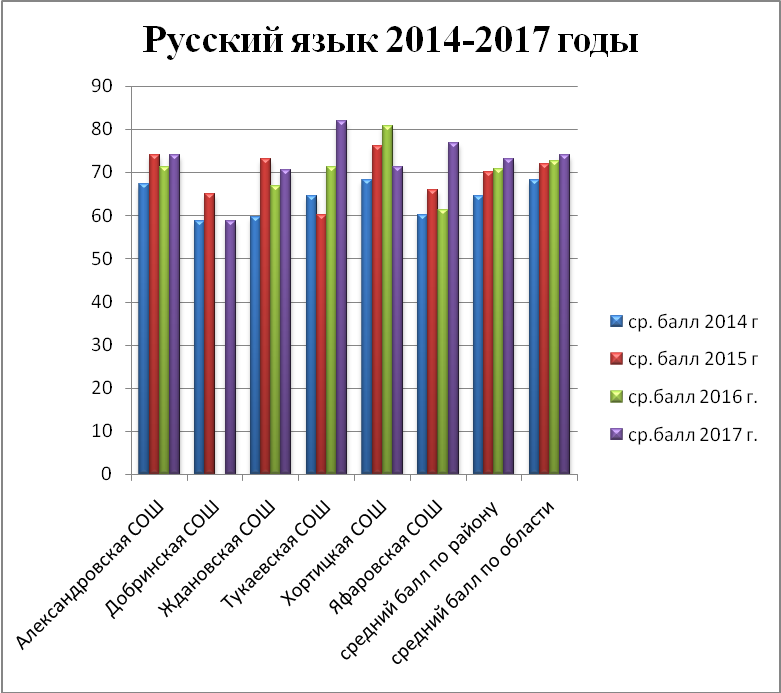 Русский язык 2014-2017 годы
90
80
70
60
50
40
30
20
10
0
ср. балл 2014 г
ср. балл 2015 г
ср.балл 2016 г.
ср.балл 2017 г.
Александровская СОШ
Добринская СОШ
Ждановская СОШ
Тукаевская СОШ
Хортицкая СОШ
Яфаровская СОШ
средний балл по району
средний балл по области